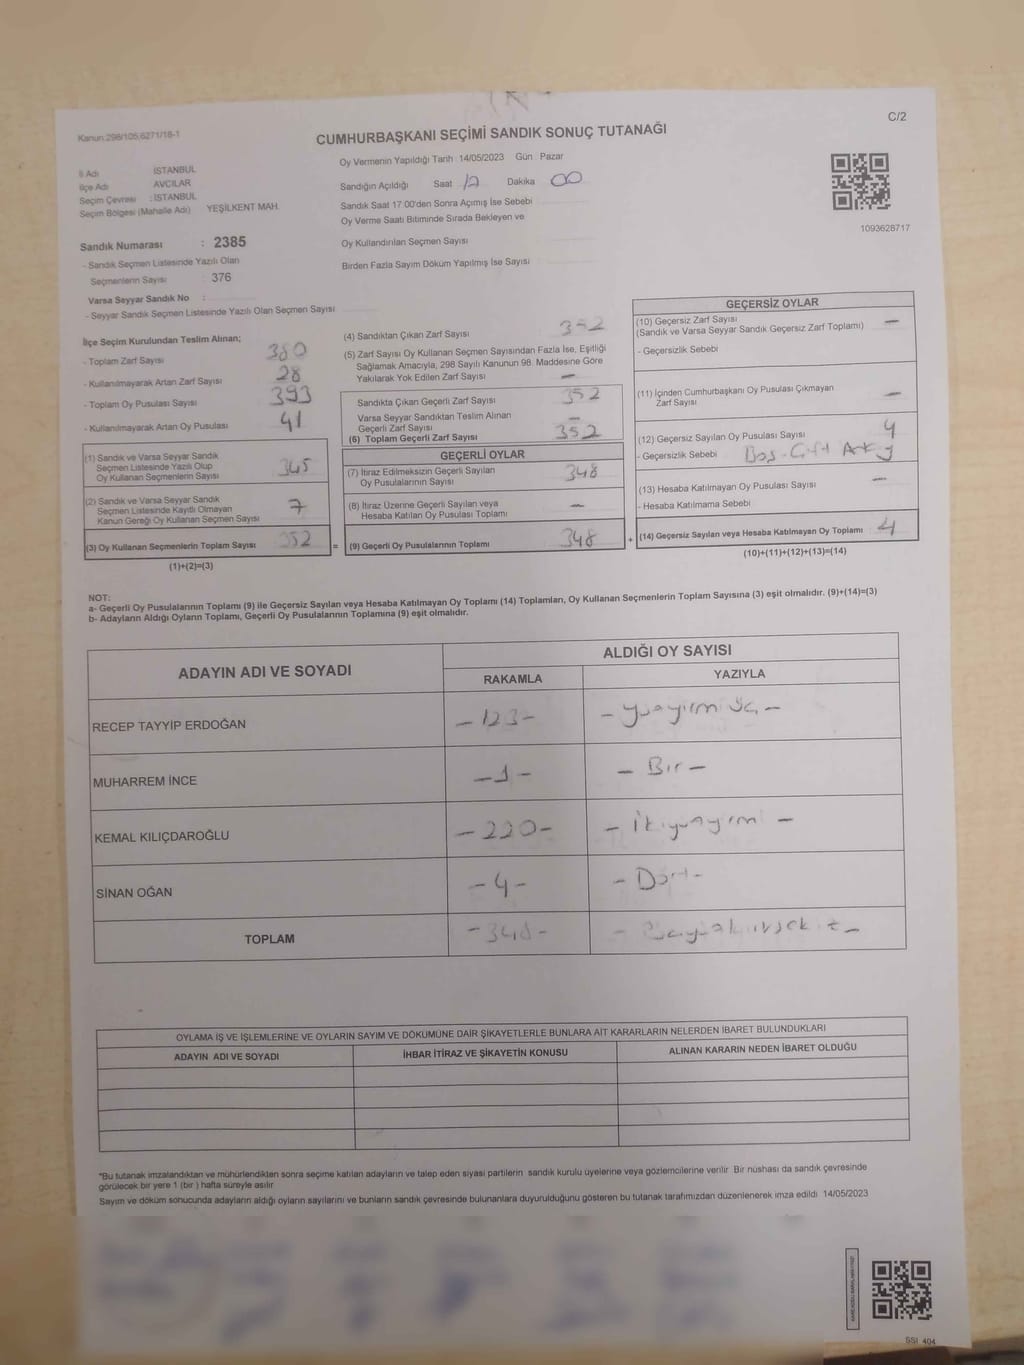 C/2
Kanun 298/105,6271/18-1
CUMHURBAŞKANI SEÇİMİ SANDIK SONUÇ TUTANAĞI
İl Adı İSTANBUL
İlçe Adı AVCILAR
Seçim Çevresi : İSTANBUL
Seçim Bölgesi (Mahalle Adı) YEŞİLKENT MAH.
Oy Vermenin Yapıldığı Tarih 14/05/2023 Gün Pazar
Sandığın Açıldığı Saat 17 Dakika 00
Sandık Saat 17:00'den Sonra Açımış İse Sebebi
Oy Verme Saati Bitiminde Sırada Bekleyen ve
Oy Kullandırılan Seçmen Sayısı
Birden Fazla Sayım Döküm Yapılmış İse Sayısı
1093628717
Sandık Numarası : 2385
- Sandık Seçmen Listesinde Yazılı Olan
Seçmenlerin Sayısı : 376
Varsa Seyyar Sandık No :
- Seyyar Sandık Seçmen Listesinde Yazılı Olan Seçmen Sayısı
İlçe Seçim Kurulundan Teslim Alınan;
- Toplam Zarf Sayısı 380
- Kullanılmayarak Artan Zarf Sayısı 28
- Toplam Oy Pusulası Sayısı 393
- Kullanılmayarak Artan Oy Pusulası 41
(1) Sandık ve Varsa Seyyar Sandık
Seçmen Listesinde Yazılı Olup
Oy Kullanan Seçmenlerin Sayısı 345
(2) Sandık ve Varsa Seyyar Sandık
Seçmen Listesinde Kayıtlı Olmayan
Kanun Gereği Oy Kullanan Seçmen Sayısı 7
(3) Oy Kullanan Seçmenlerin Toplam Sayısı 352 =
(1)+(2)=(3)
(4) Sandıktan Çıkan Zarf Sayısı 352
(5) Zarf Sayısı Oy Kullanan Seçmen Sayısından Fazla İse, Eşitliği
Sağlamak Amacıyla, 298 Sayılı Kanunun 98. Maddesine Göre
Yakılarak Yok Edilen Zarf Sayısı —
Sandıkta Çıkan Geçerli Zarf Sayısı 352
Varsa Seyyar Sandıktan Teslim Alınan
Geçerli Zarf Sayısı —
(6) Toplam Geçerli Zarf Sayısı 352
GEÇERLİ OYLAR
(7) İtiraz Edilmeksizin Geçerli Sayılan
Oy Pusulalarının Sayısı 348
(8) İtiraz Üzerine Geçerli Sayılan veya
Hesaba Katılan Oy Pusulası Toplamı —
(9) Geçerli Oy Pusulalarının Toplamı 348 +
GEÇERSİZ OYLAR
(10) Geçersiz Zarf Sayısı —
(Sandık ve Varsa Seyyar Sandık Geçersiz Zarf Toplamı)
- Geçersizlik Sebebi
(11) İçinden Cumhurbaşkanı Oy Pusulası Çıkmayan —
Zarf Sayısı
(12) Geçersiz Sayılan Oy Pusulası Sayısı 4
- Geçersizlik Sebebi Boş
(13) Hesaba Katılmayan Oy Pusulası Sayısı —
- Hesaba Katılmama Sebebi
(14) Geçersiz Sayılan veya Hesaba Katılmayan Oy Toplamı 4
(10)+(11)+(12)+(13)=(14)
NOT:
a- Geçerli Oy Pusulalarının Toplamı (9) ile Geçersiz Sayılan veya Hesaba Katılmayan Oy Toplamı (14) Toplamları, Oy Kullanan Seçmenlerin Toplam Sayısına (3) eşit olmalıdır. (9)+(14)=(3)
b- Adayların Aldığı Oyların Toplamı, Geçerli Oy Pusulalarının Toplamına (9) eşit olmalıdır.
ADAYIN ADI VE SOYADI
ALDIĞI OY SAYISI
RAKAMLA YAZIYLA
RECEP TAYYİP ERDOĞAN -123- - Yüzyirmi üç -
MUHARREM İNCE -1- - Bir -
KEMAL KILIÇDAROĞLU -220- - İkiyüzyirmi -
SİNAN OĞAN -4- - Dört -
TOPLAM -348-
OYLAMA İŞ VE İŞLEMLERİNE VE OYLARIN SAYIM VE DÖKÜMÜNE DAİR ŞİKAYETLERLE BUNLARA AİT KARARLARIN NELERDEN İBARET BULUNDUKLARI
ADAYIN ADI VE SOYADI İHBAR İTİRAZ VE ŞİKAYETİN KONUSU ALINAN KARARIN NEDEN İBARET OLDUĞU
*Bu tutanak imzalandıktan ve mühürlendikten sonra seçime katılan adayların ve talep eden siyasi partilerin sandık kurulu üyelerine veya gözlemcilerine verilir Bir nüshası da sandık çevresinde
görülecek bir yere 1 (bir) hafta süreyle asılır
Sayım ve döküm sonucunda adayların aldığı oyların sayılarını ve bunların sandık çevresinde bulunanlara duyurulduğunu gösteren bu tutanak tarafımızdan düzenlenerek imza edildi 14/05/2023
SSI 404